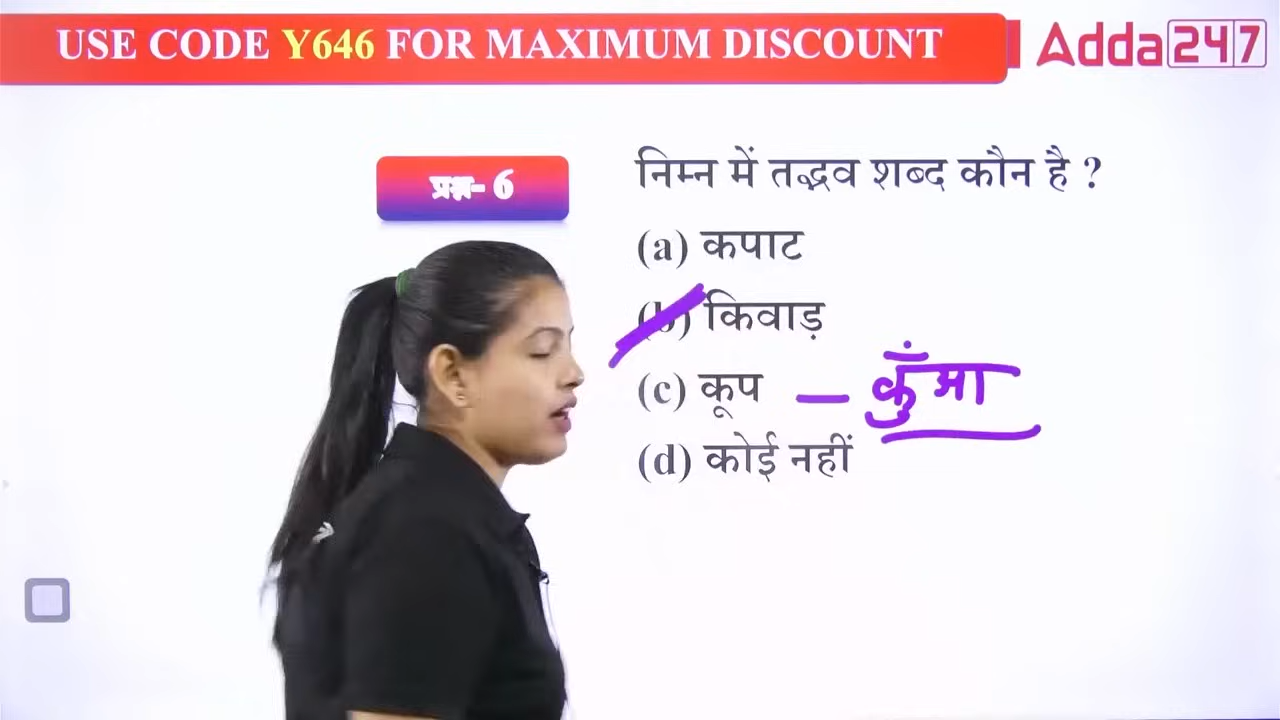 USE CODE Y646 FOR MAXIMUM DISCOUNT
Adda247
प्रश्न- 6
निम्न में तद्भव शब्द कौन है ?
(a) कपाट
(b) किवाड़
(c) कूप — कुँआ
(d) कोई नहीं